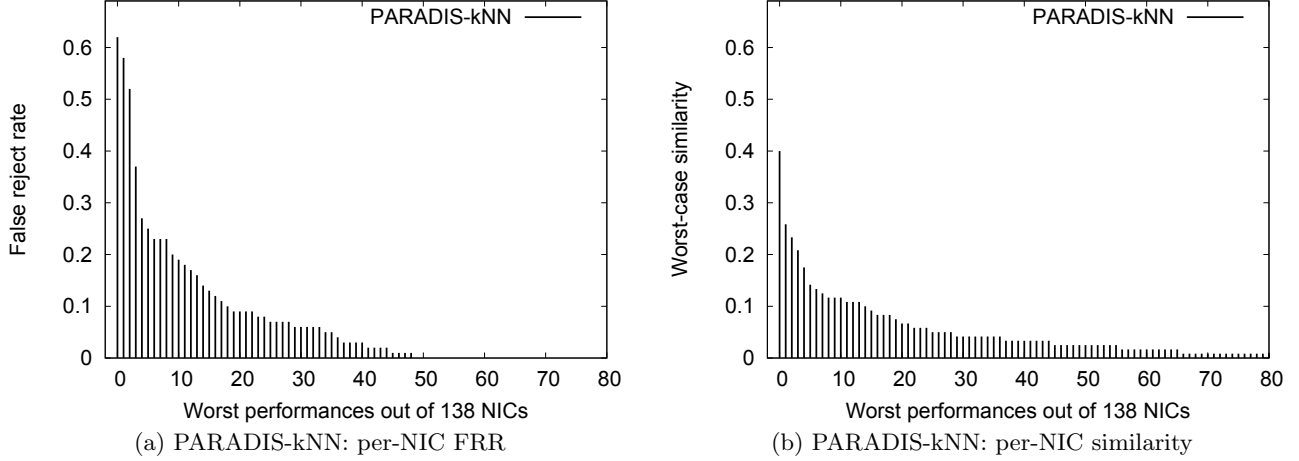 PARADIS-kNN
0.6
0.5
0.4
0.3
0.2
0.1
0
False reject rate
0 10 20 30 40 50 60 70 80
Worst performances out of 138 NICs
(a) PARADIS-kNN: per-NIC FRR
PARADIS-kNN
0.6
0.5
0.4
0.3
0.2
0.1
0
Worst-case similarity
0 10 20 30 40 50 60 70 80
Worst performances out of 138 NICs
(b) PARADIS-kNN: per-NIC similarity